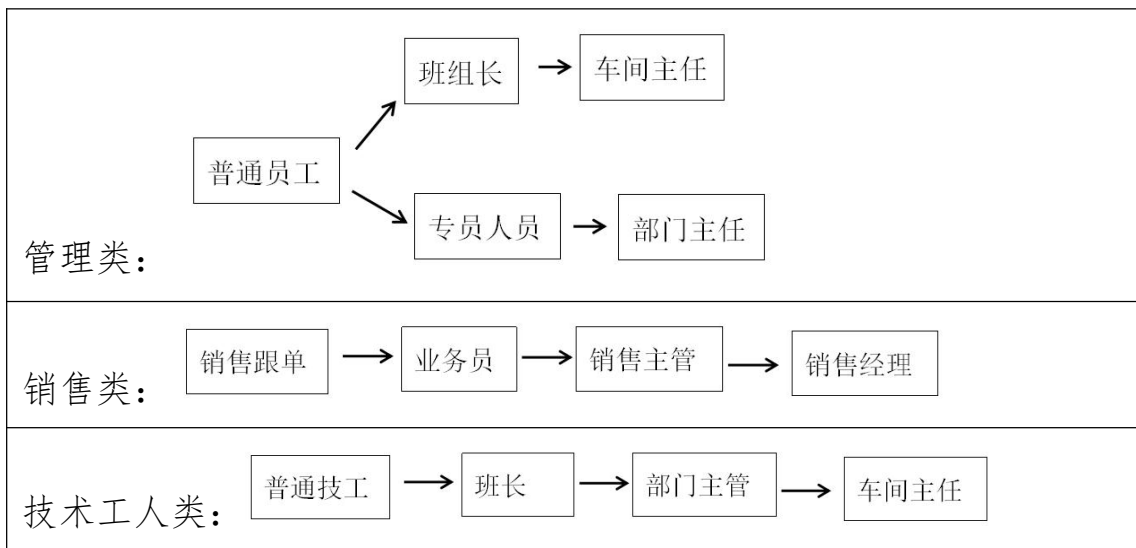 班组长
车间主任
普通员工
专员人员
部门主任
管理类：
销售类：
销售跟单
业务员
销售主管
销售经理
技术工人类：
普通技工
班长
部门主管
车间主任